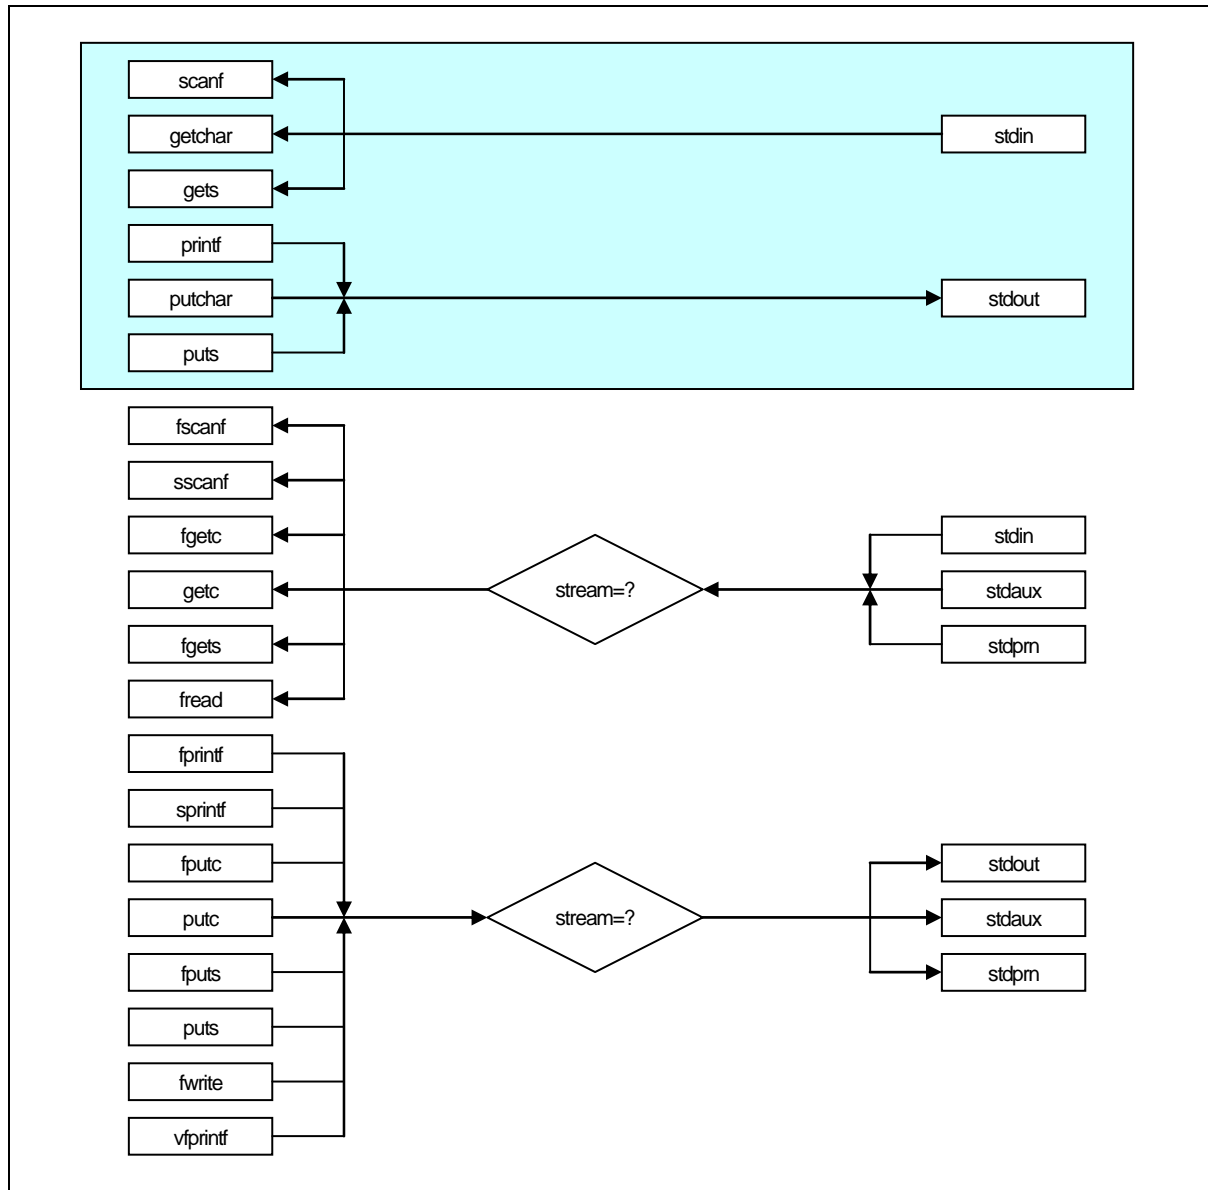 scanf
getchar
stdin
gets
printf
putchar
stdout
puts
fscanf
sscanf
fgetc
stdin
getc
stream=?
stdaux
fgets
stdprn
fread
fprintf
sprintf
fputc
stdout
putc
stream=?
stdaux
fputs
stdprn
puts
fwrite
vfprintf